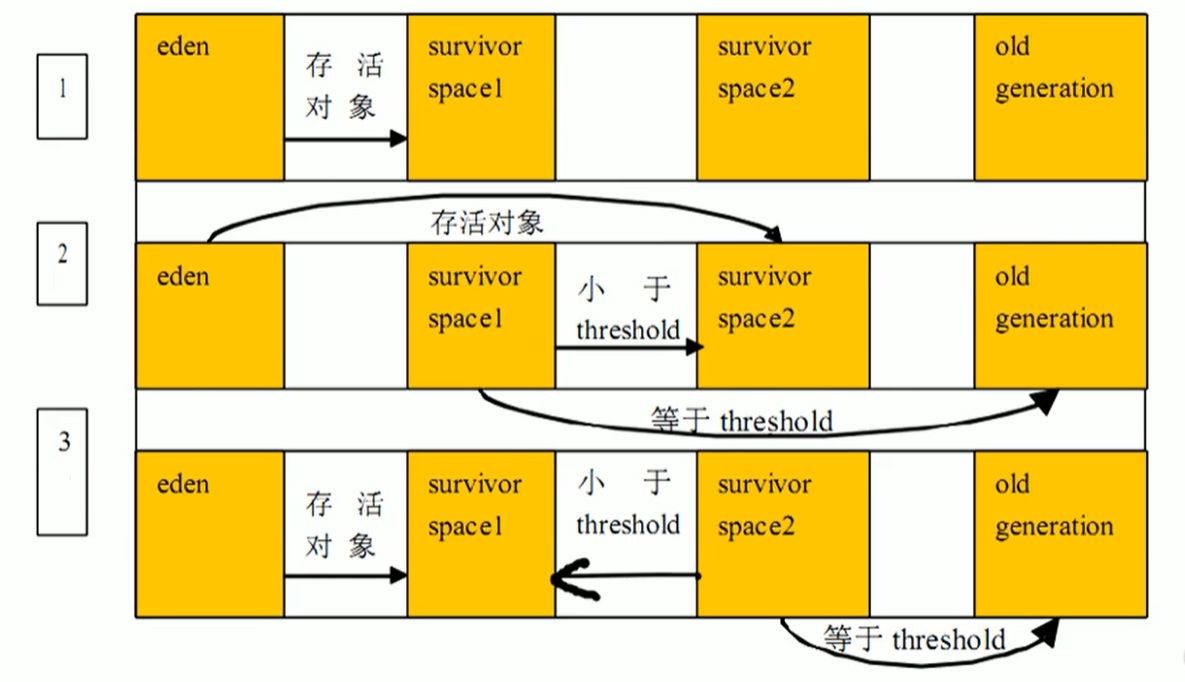 1
eden
存 活
对 象
survivor
space1
survivor
space2
old
generation
2
存活对象
eden
survivor
space1
小 于
threshold
survivor
space2
old
generation
等于 threshold
3
eden
存 活
对 象
survivor
space1
小 于
threshold
survivor
space2
old
generation
等于 threshold